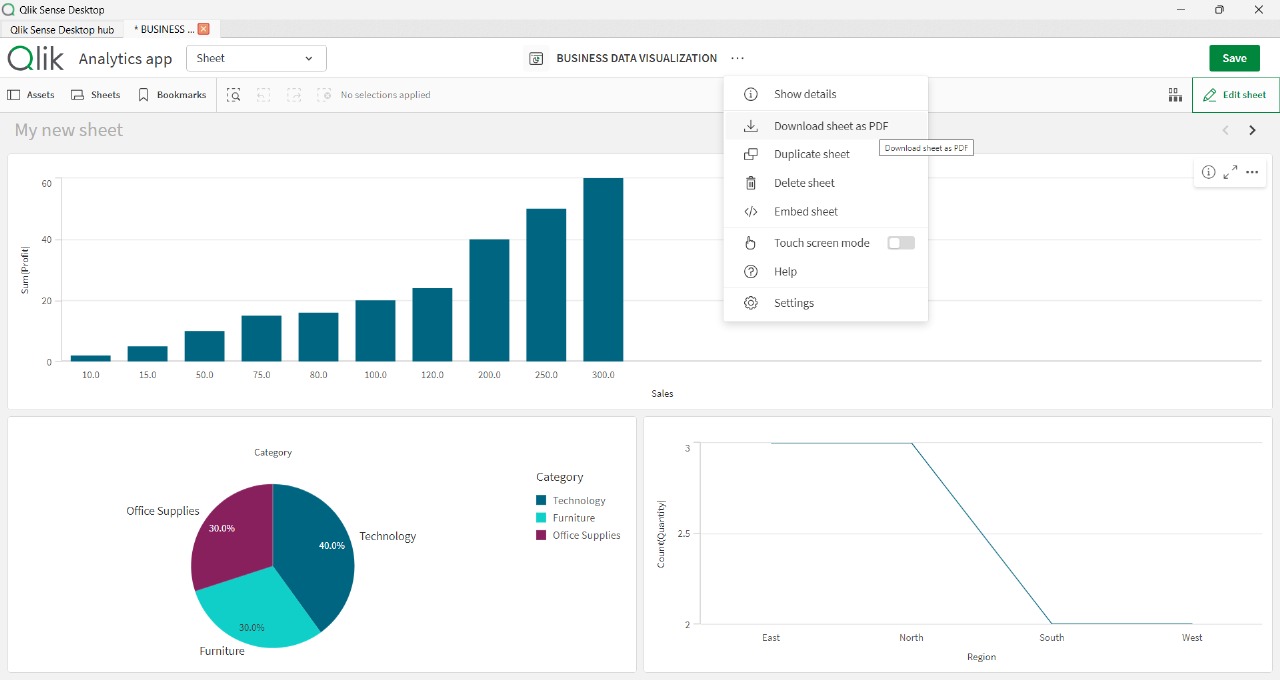 Qlik Sense Desktop
Qlik Sense Desktop hub
* BUSINESS ...
Qlik
Analytics app
Sheet
BUSINESS DATA VISUALIZATION ...
Save
Assets
Sheets
Bookmarks
No selections applied
Edit sheet
Show details
Download sheet as PDF
Download sheet as PDF
Duplicate sheet
Delete sheet
Embed sheet
Touch screen mode
Help
Settings
My new sheet
60
40
20
0
Sum(Profit)
10.0 15.0 50.0 75.0 80.0 100.0 120.0 200.0 250.0 300.0
Sales
Category
Office Supplies
30.0%
40.0%
Technology
30.0%
Furniture
Category
Technology
Furniture
Office Supplies
3
2.5
2
Count(Quantity)
East North South West
Region